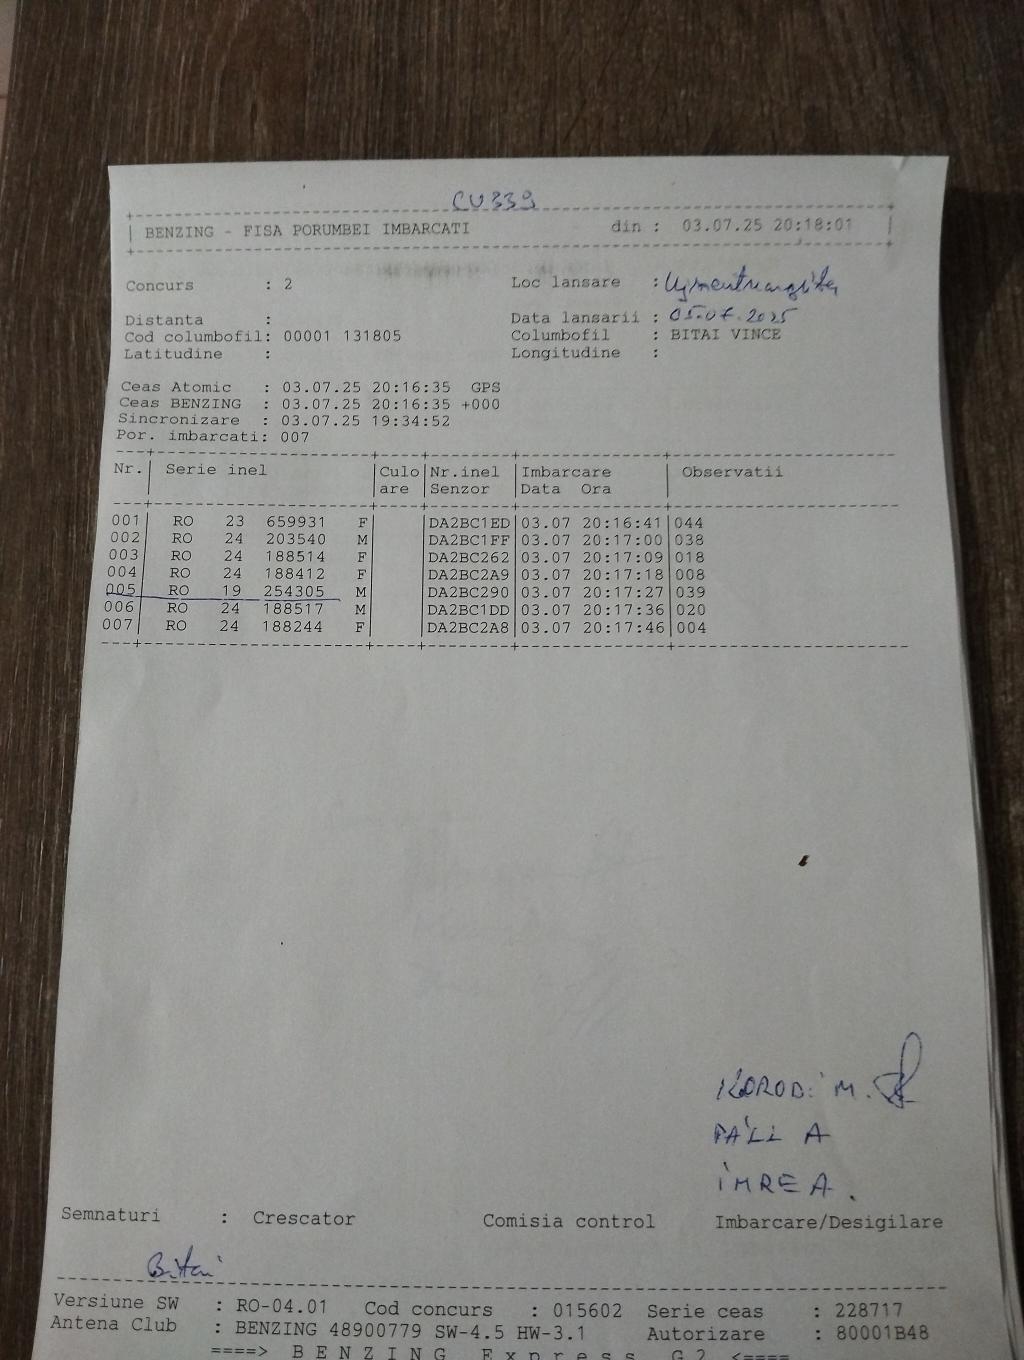 CU339
BENZING - FISA PORUMBEI IMBARCATI din : 03.07.25 20:18:01
Concurs : 2 Loc lansare :
Distanta : Data lansarii : 05.07.2025
Cod columbofil: 00001 131805 Columbofil : BITAI VINCE
Latitudine : Longitudine :
Ceas Atomic : 03.07.25 20:16:35 GPS
Ceas BENZING : 03.07.25 20:16:35 +000
Sincronizare : 03.07.25 19:34:52
Por. imbarcati: 007
Nr. Serie inel Culo Nr.inel Imbarcare Observatii
are Senzor Data Ora
001 RO 23 659931 F DA2BC1ED 03.07 20:16:41 044
002 RO 24 203540 M DA2BC1FF 03.07 20:17:00 038
003 RO 24 188514 F DA2BC262 03.07 20:17:09 018
004 RO 24 188412 F DA2BC2A9 03.07 20:17:18 008
005 RO 19 254305 M DA2BC290 03.07 20:17:27 039
006 RO 24 188517 M DA2BC1DD 03.07 20:17:36 020
007 RO 24 188244 F DA2BC2A8 03.07 20:17:46 004
KORODI M.
PÁLL A
IMRE A.
Semnaturi : Crescator Comisia control Imbarcare/Desigilare
Bitai
Versiune SW : RO-04.01 Cod concurs : 015602 Serie ceas : 228717
Antena Club : BENZING 48900779 SW-4.5 HW-3.1 Autorizare : 80001B48
====> B E N Z I N G E x p r e s s G 2 <====